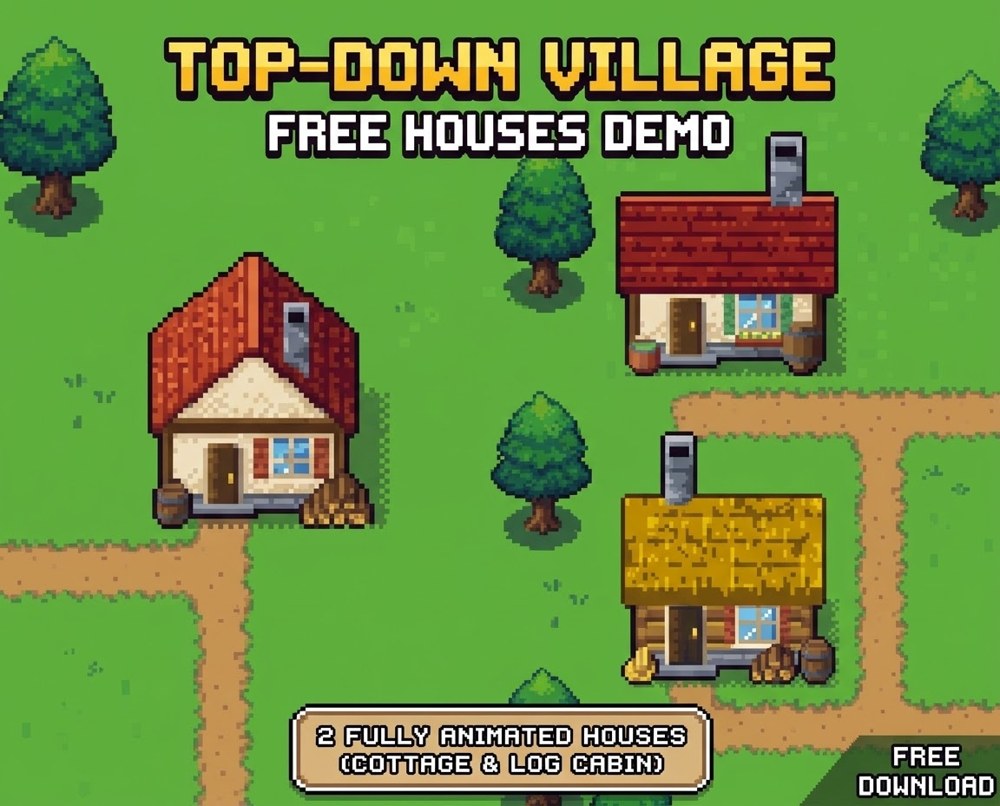 TOP-DOWN VILLAGE
FREE HOUSES DEMO
2 FULLY ANIMATED HOUSES
(COTTAGE & LOG CABIN)
FREE
DOWNLOAD